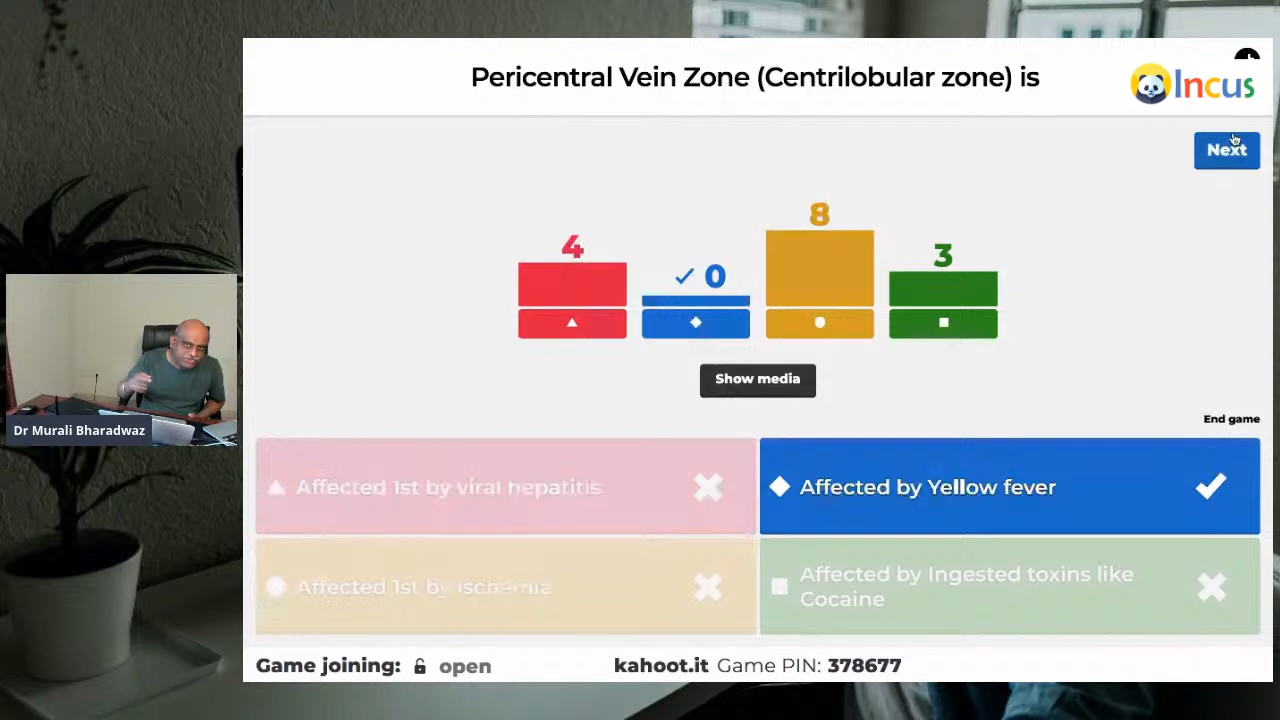 Pericentral Vein Zone (Centrilobular zone) is
Incus
Next
4
0
8
3
Show media
End game
Affected 1st by viral hepatitis
Affected by Yellow fever
Affected 1st by Ischemia
Affected by Ingested toxins like
Cocaine
Dr Murali Bharadwaz
Game joining: open
kahoot.it Game PIN: 378677